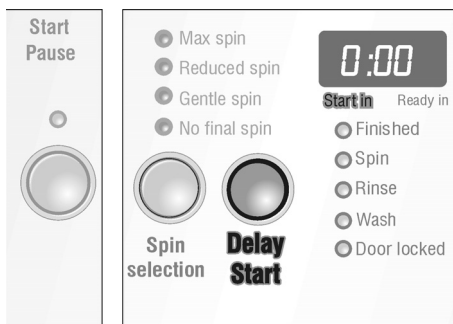 Start
Pause
Max spin
Reduced spin
Gentle spin
No final spin
Spin
selection
Delay
Start
0:00
Start in Ready in
Finished
Spin
Rinse
Wash
Door locked